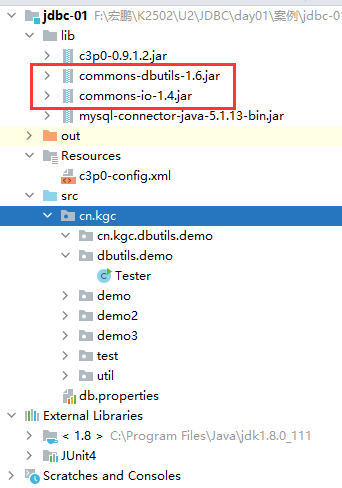 jdbc-01 F:\宏鹏\K2502\U2\JDBC\day01\案例\jdbc-01
lib
c3p0-0.9.1.2.jar
commons-dbutils-1.6.jar
commons-io-1.4.jar
mysql-connector-java-5.1.13-bin.jar
out
Resources
c3p0-config.xml
src
cn.kgc
cn.kgc.dbutils.demo
dbutils.demo
Tester
demo
demo2
demo3
test
util
db.properties
External Libraries
< 1.8 > C:\Program Files\Java\jdk1.8.0_111
JUnit4
Scratches and Consoles